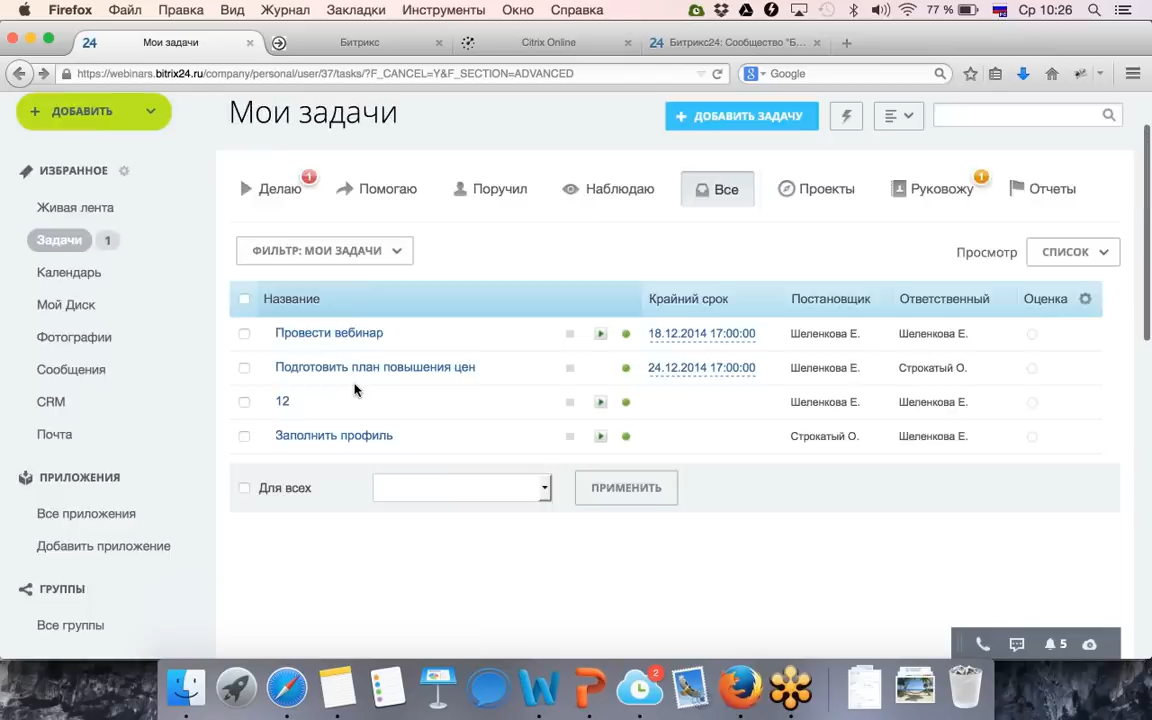 Firefox Файл Правка Вид Журнал Закладки Инструменты Окно Справка 77 % Ср 10:26
24 Мои задачи Битрикс Citrix Online 24 Битрикс24: Сообщество "Б...
https://webinars.bitrix24.ru/company/personal/user/37/tasks/?F_CANCEL=Y&F_SECTION=ADVANCED Google
ДОБАВИТЬ
Мои задачи
ДОБАВИТЬ ЗАДАЧУ
ИЗБРАННОЕ
Живая лента
Задачи 1
Календарь
Мой Диск
Фотографии
Сообщения
CRM
Почта
ПРИЛОЖЕНИЯ
Все приложения
Добавить приложение
ГРУППЫ
Все группы
Делаю 1 Помогаю Поручил Наблюдаю Все Проекты Руковожу 1 Отчеты
ФИЛЬТР: МОИ ЗАДАЧИ Просмотр СПИСОК
Название Крайний срок Постановщик Ответственный Оценка
Провести вебинар 18.12.2014 17:00:00 Шеленкова Е. Шеленкова Е.
Подготовить план повышения цен 24.12.2014 17:00:00 Шеленкова Е. Строкатый О.
12 Шеленкова Е. Шеленкова Е.
Заполнить профиль Строкатый О. Шеленкова Е.
Для всех ПРИМЕНИТЬ
5
2